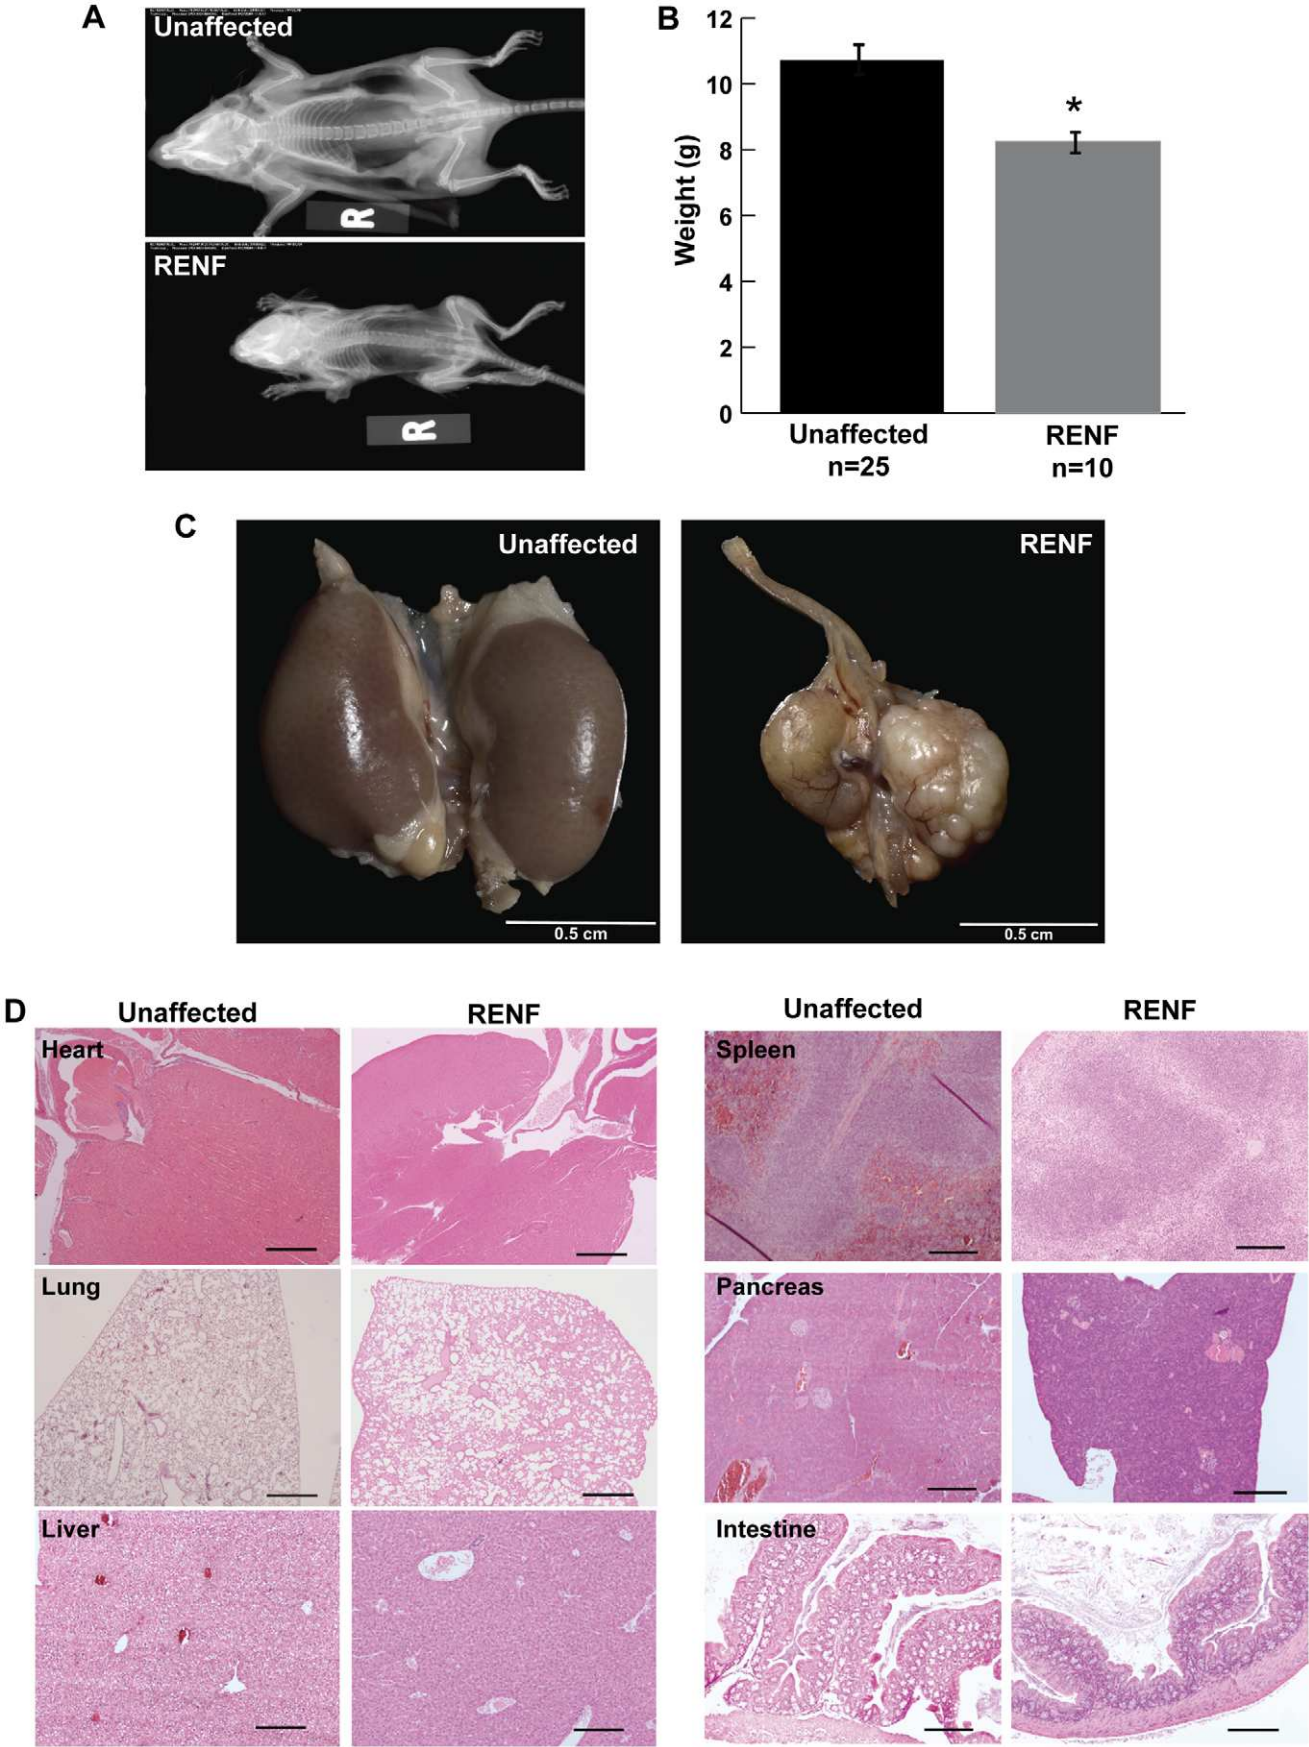 A
Unaffected
R
RENF
R
B
12
10
8
6
4
2
0
Weight (g)
*
Unaffected
n=25
RENF
n=10
C
Unaffected
0.5 cm
RENF
0.5 cm
D
Unaffected
RENF
Unaffected
RENF
Heart
Spleen
Lung
Pancreas
Liver
Intestine